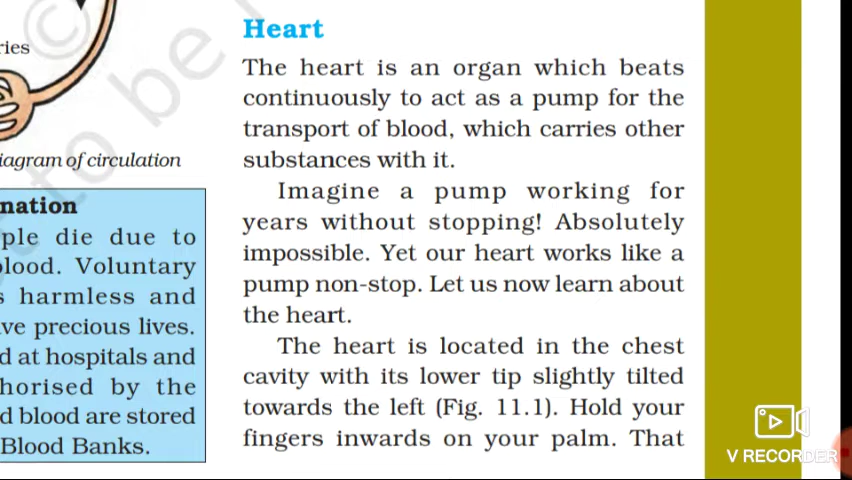 ries
iagram of circulation
nation
ple die due to
lood. Voluntary
s harmless and
ve precious lives.
d at hospitals and
horised by the
d blood are stored
Blood Banks.
Heart
The heart is an organ which beats
continuously to act as a pump for the
transport of blood, which carries other
substances with it.
Imagine a pump working for
years without stopping! Absolutely
impossible. Yet our heart works like a
pump non-stop. Let us now learn about
the heart.
The heart is located in the chest
cavity with its lower tip slightly tilted
towards the left (Fig. 11.1). Hold your
fingers inwards on your palm. That
© to be
V RECORDER